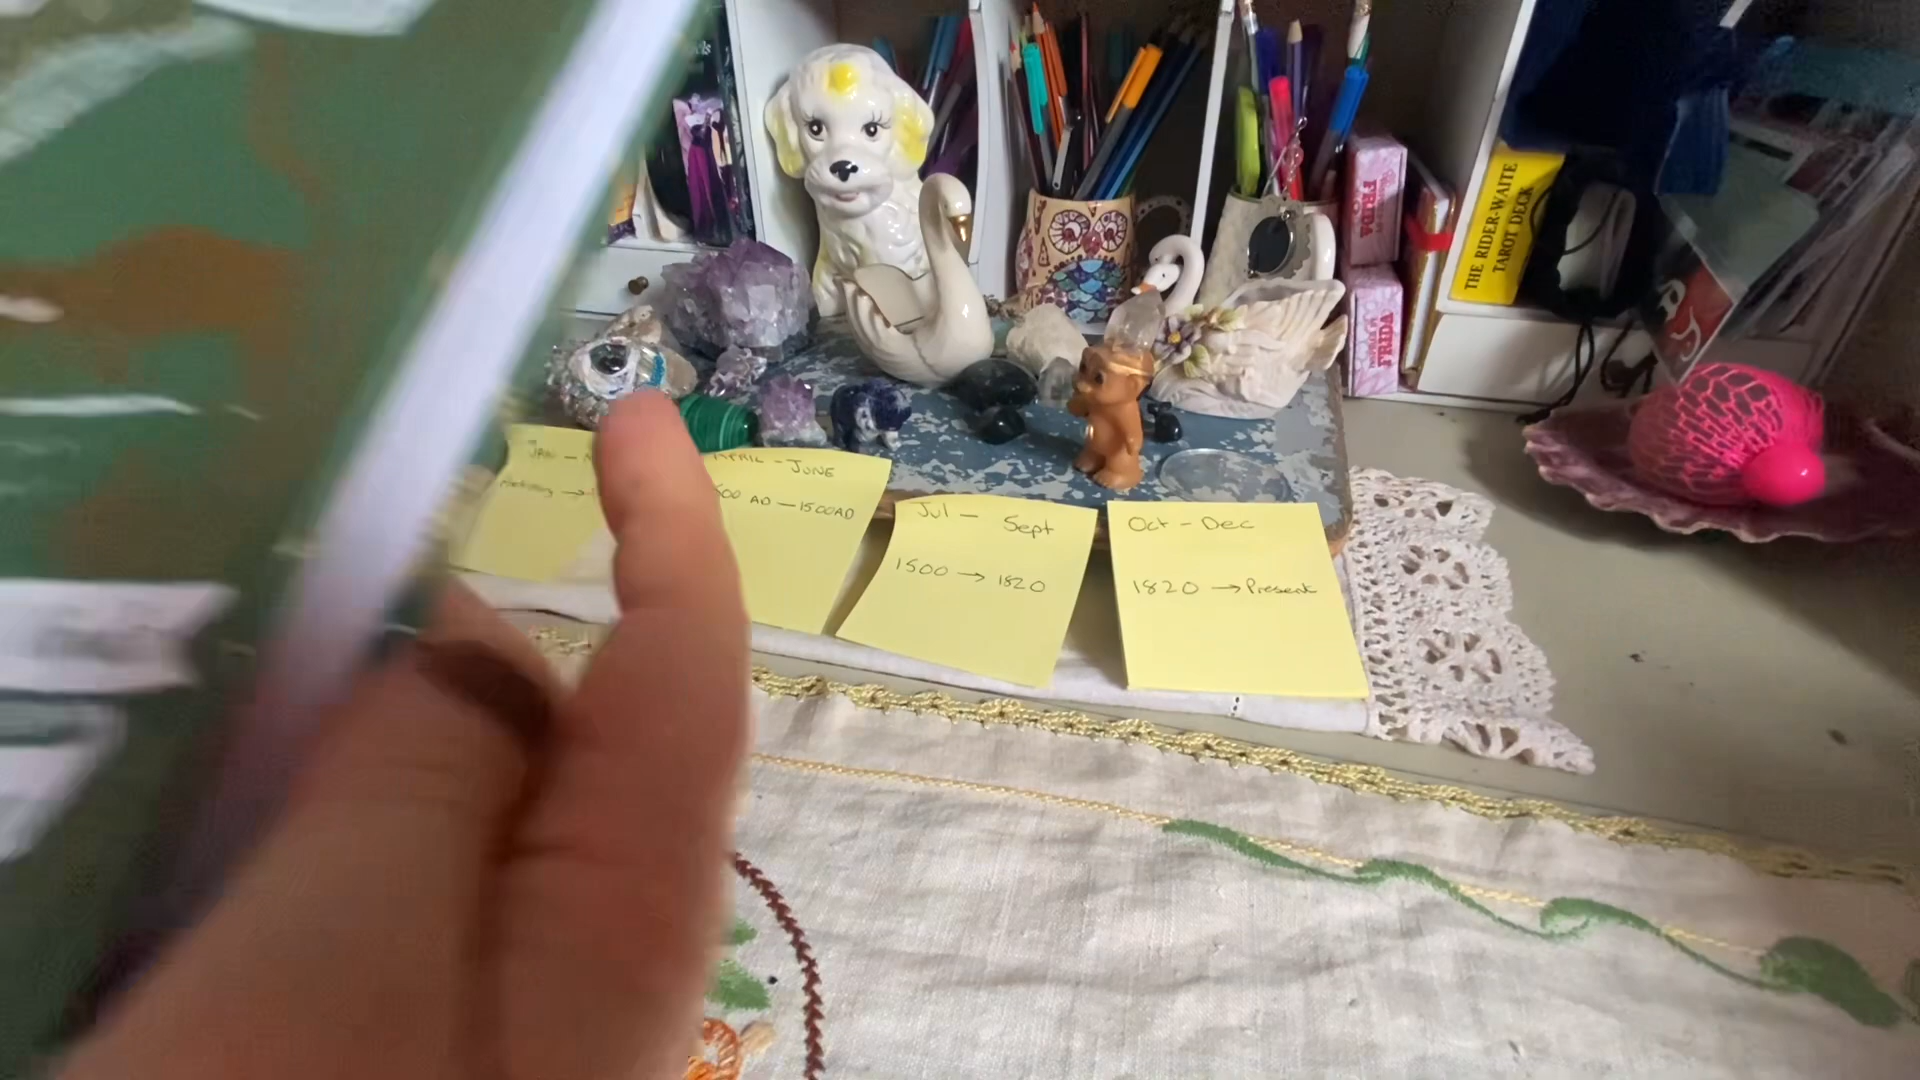 THE RIDER-WAITE
TAROT DECK
FRIDA
FRIDA
JAN -
APRIL - JUNE
500 AD - 1500AD
Jul - Sept
1500 → 1820
Oct - Dec
1820 → Present